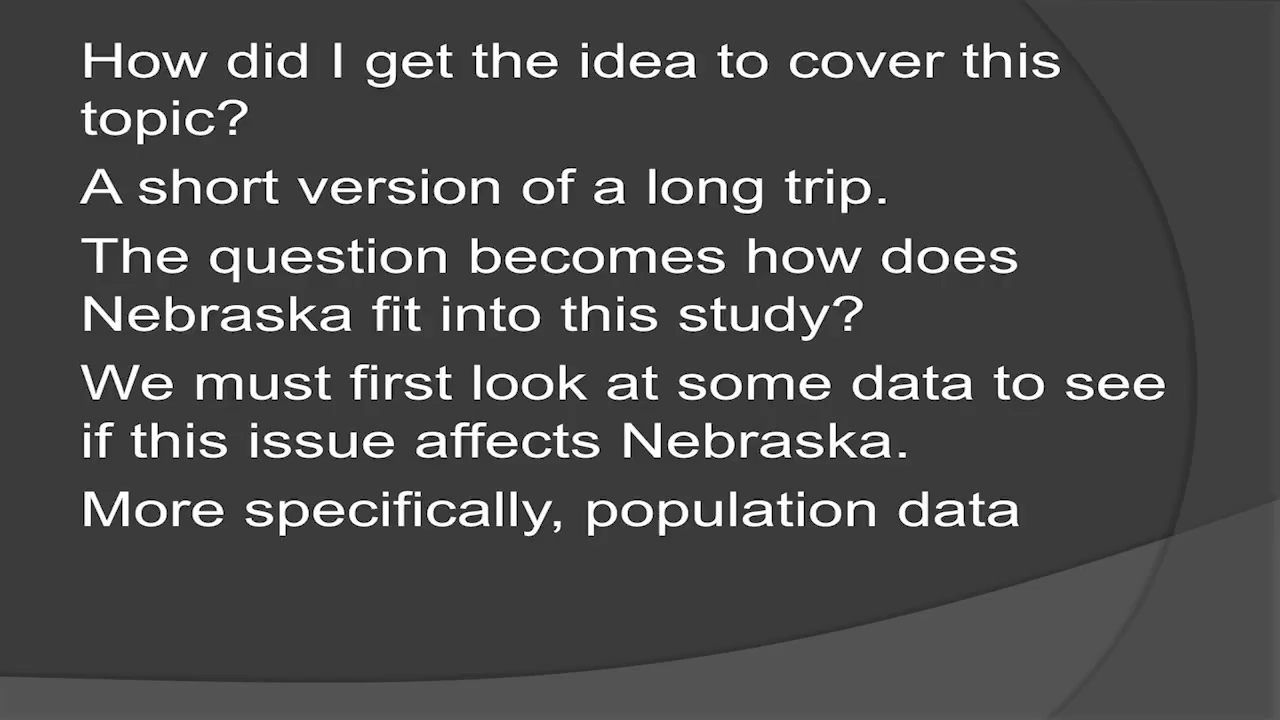 How did I get the idea to cover this
topic?
A short version of a long trip.
The question becomes how does
Nebraska fit into this study?
We must first look at some data to see
if this issue affects Nebraska.
More specifically, population data